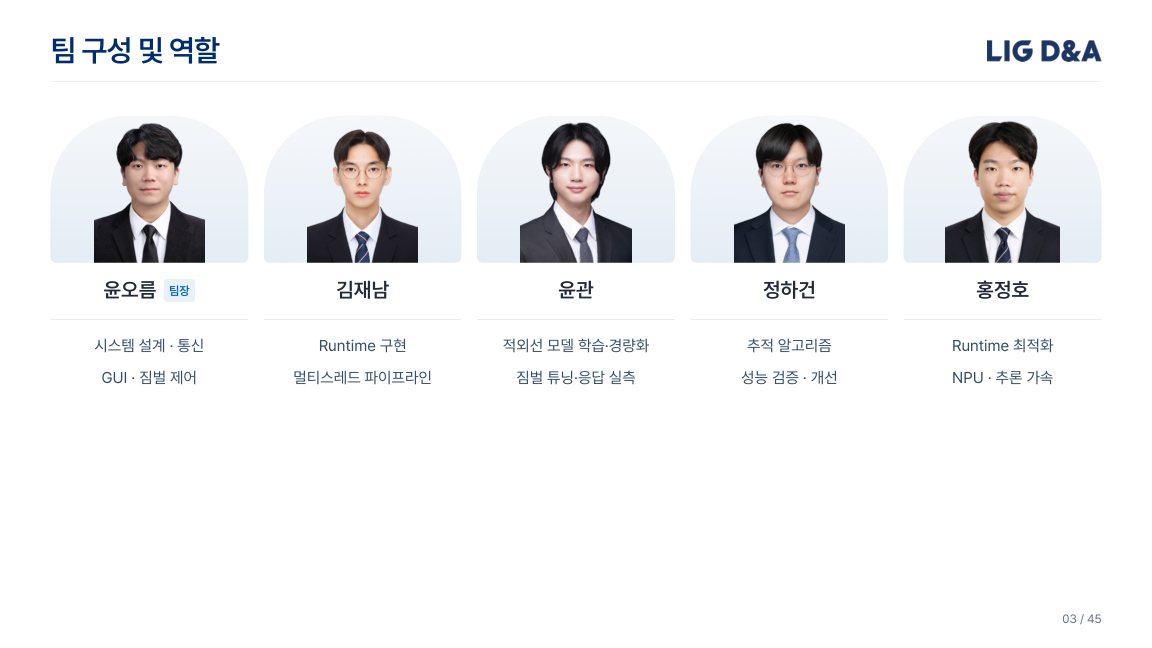 팀 구성 및 역할
LIG D&A
윤오름 팀장
시스템 설계 · 통신
GUI · 짐벌 제어
김재남
Runtime 구현
멀티스레드 파이프라인
윤관
적외선 모델 학습·경량화
짐벌 튜닝·응답 실측
정하건
추적 알고리즘
성능 검증 · 개선
홍정호
Runtime 최적화
NPU · 추론 가속
03 / 45